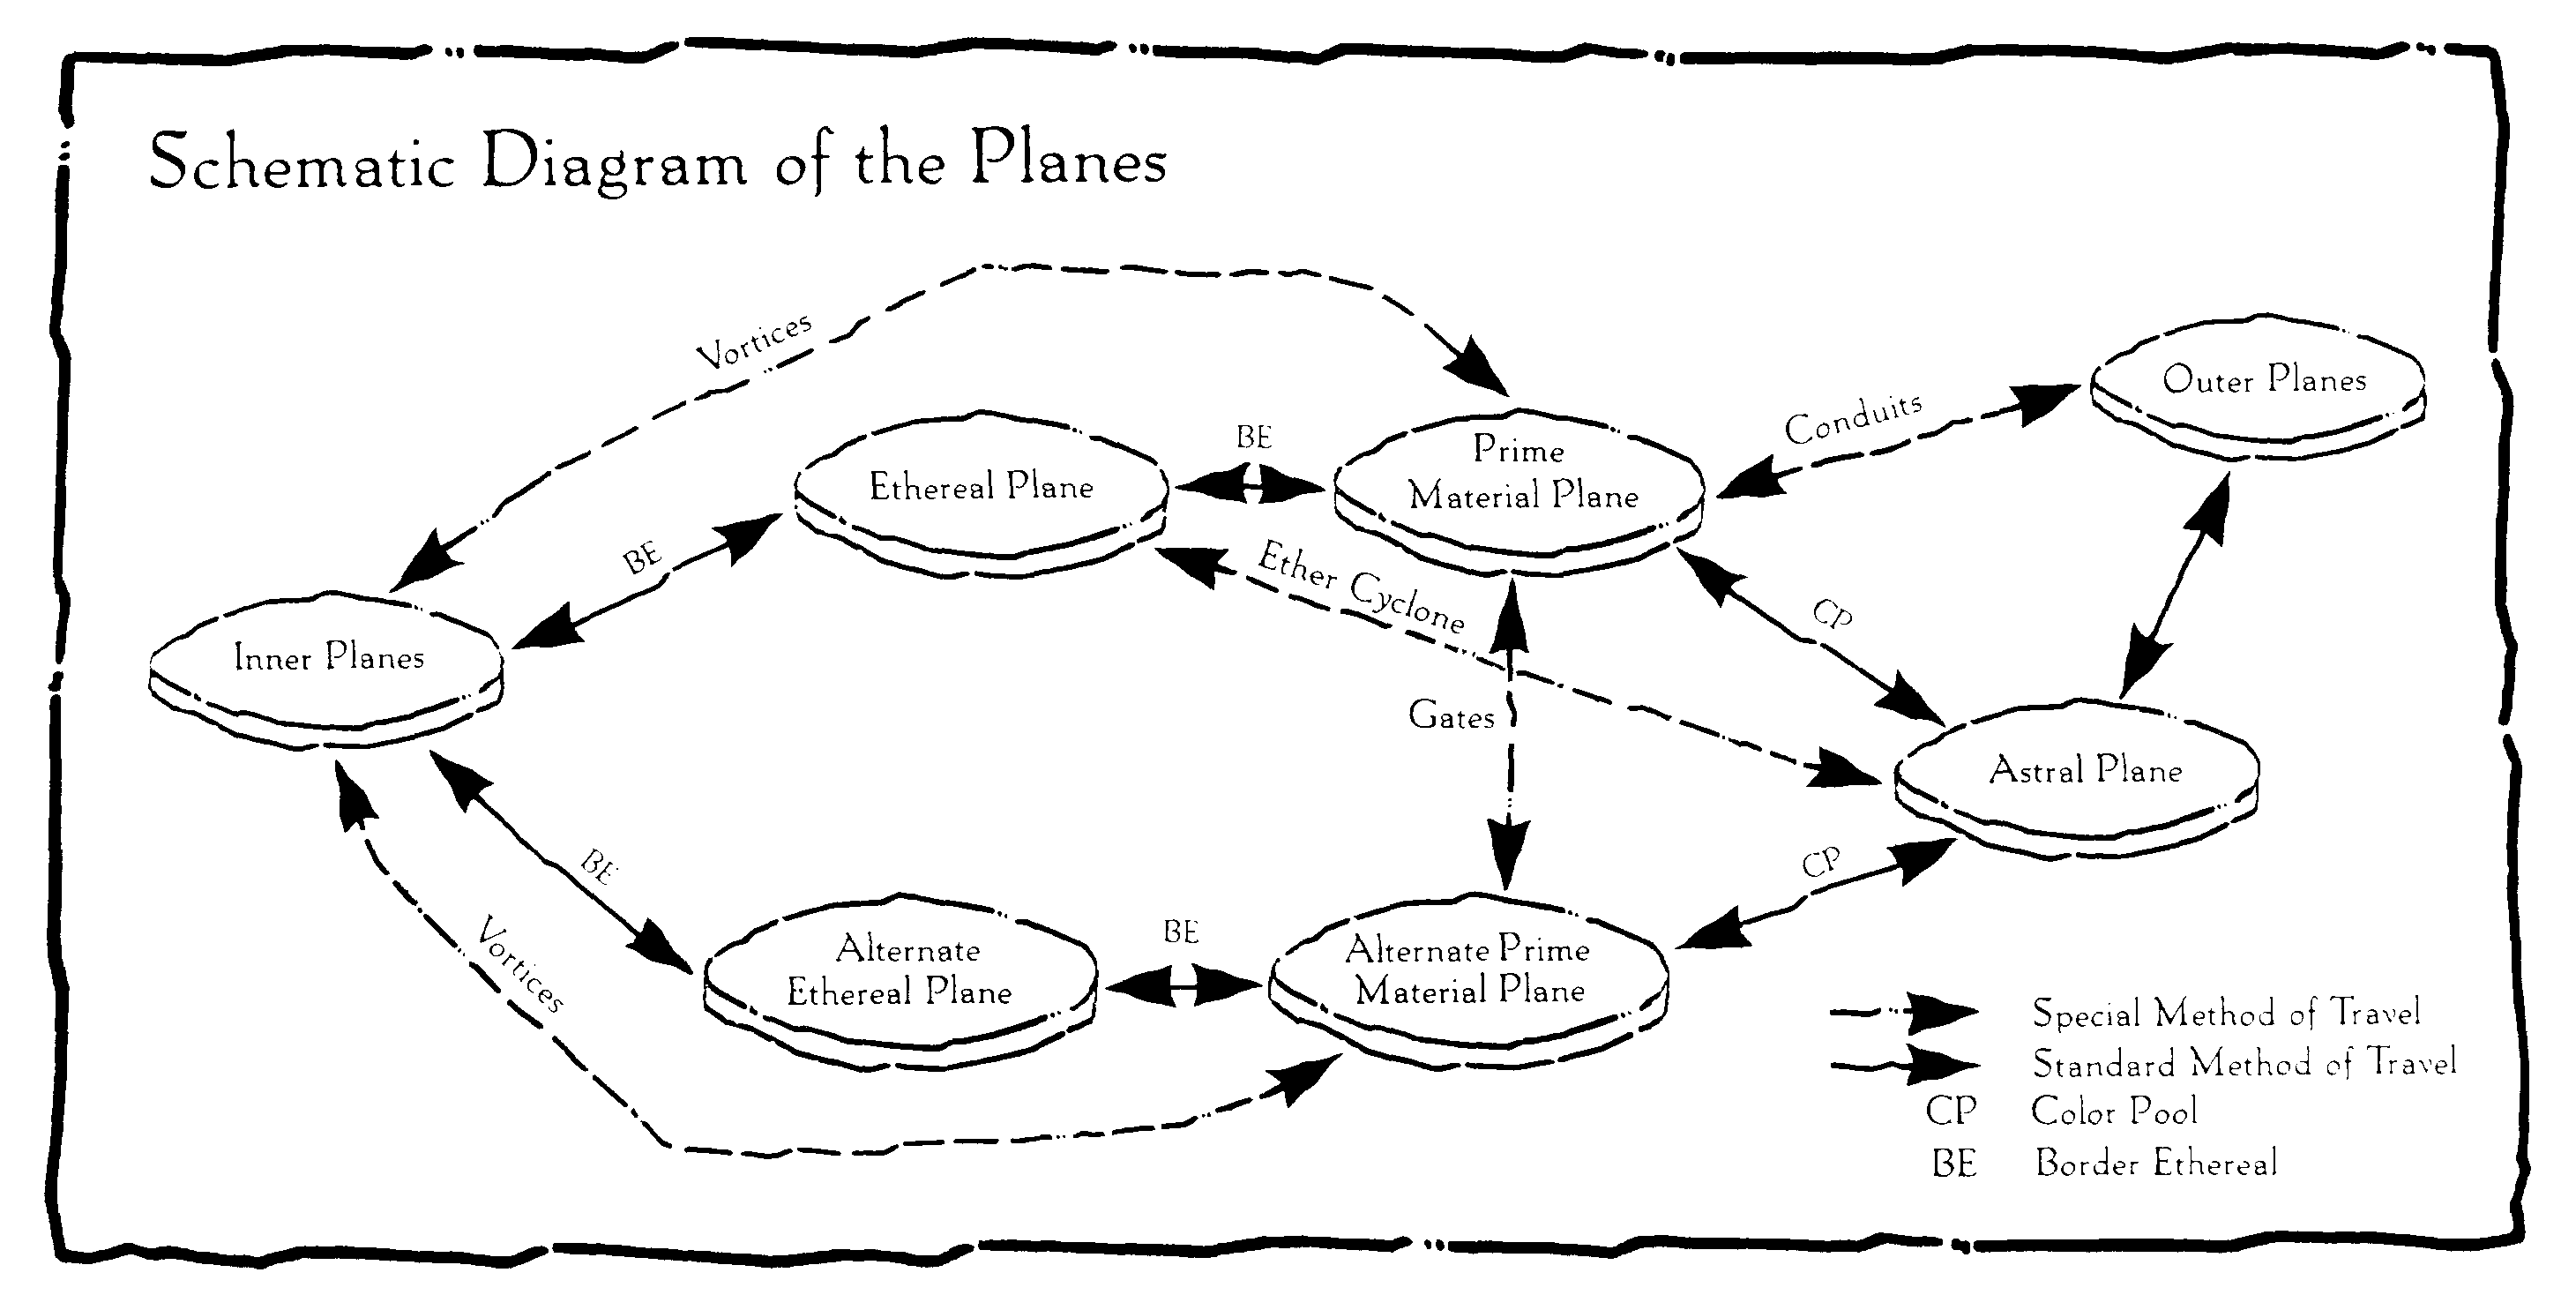 Schematic Diagram of the Planes
Vortices
Conduits
Outer Planes
BE
Prime
Material Plane
Ethereal Plane
BE
Ether Cyclone
CP
Inner Planes
Gates
Astral Plane
BE
CP
Vortices
BE
Alternate
Ethereal Plane
Alternate Prime
Material Plane
Special Method of Travel
Standard Method of Travel
CP Color Pool
BE Border Ethereal